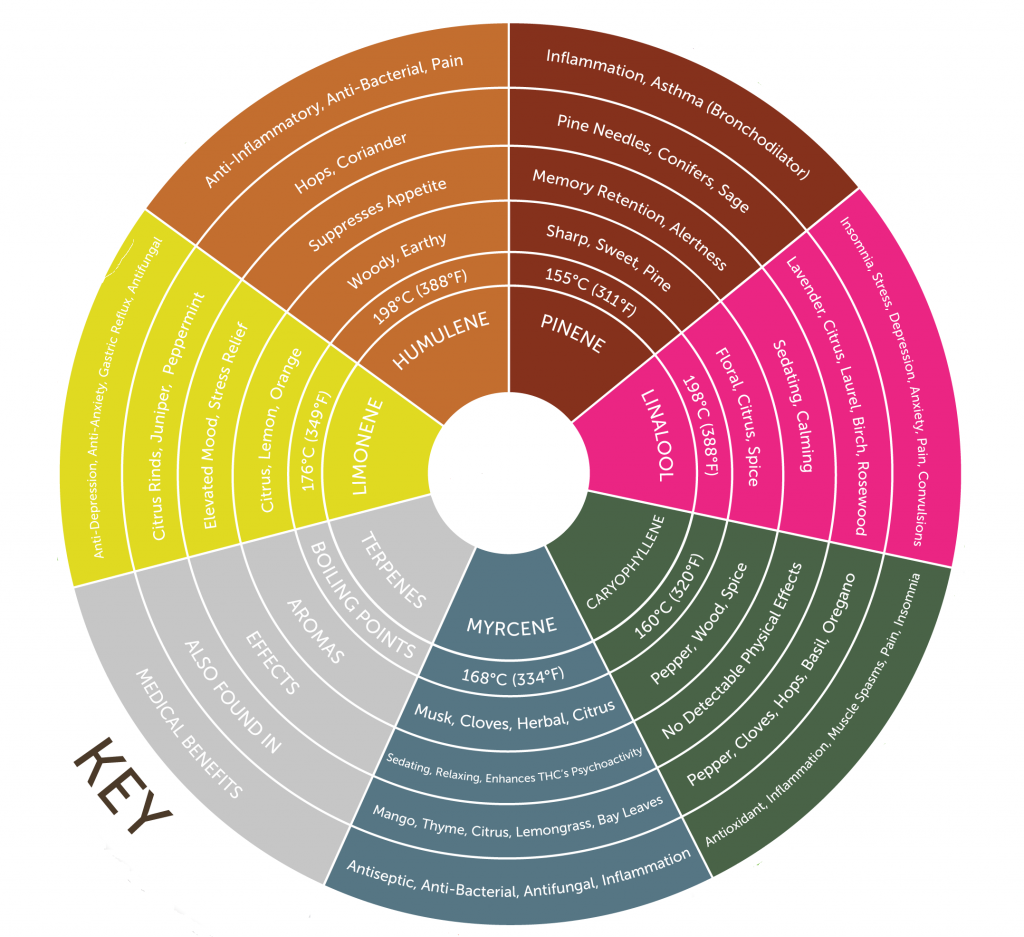 HUMULENE
198°C (388°F)
Woody, Earthy
Suppresses Appetite
Hops, Coriander
Anti-Inflammatory, Anti-Bacterial, Pain
PINENE
155°C (311°F)
Sharp, Sweet, Pine
Memory Retention, Alertness
Pine Needles, Conifers, Sage
Inflammation, Asthma (Bronchodilator)
LINALOOL
198°C (388°F)
Floral, Citrus, Spice
Sedating, Calming
Lavender, Citrus, Laurel, Birch, Rosewood
Insomnia, Stress, Depression, Anxiety, Pain, Convulsions
CARYOPHYLLENE
160°C (320°F)
Pepper, Wood, Spice
No Detectable Physical Effects
Pepper, Cloves, Hops, Basil, Oregano
Antioxidant, Inflammation, Muscle Spasms, Pain, Insomnia
MYRCENE
168°C (334°F)
Musk, Cloves, Herbal, Citrus
Sedating, Relaxing, Enhances THC's Psychoactivity
Mango, Thyme, Citrus, Lemongrass, Bay Leaves
Antiseptic, Anti-Bacterial, Antifungal, Inflammation
TERPENES
BOILING POINTS
AROMAS
EFFECTS
ALSO FOUND IN
MEDICAL BENEFITS
KEY
LIMONENE
176°C (349°F)
Citrus, Lemon, Orange
Elevated Mood, Stress Relief
Citrus Rinds, Juniper, Peppermint
Anti-Depression, Anti-Anxiety, Gastric Reflux, Antifungal